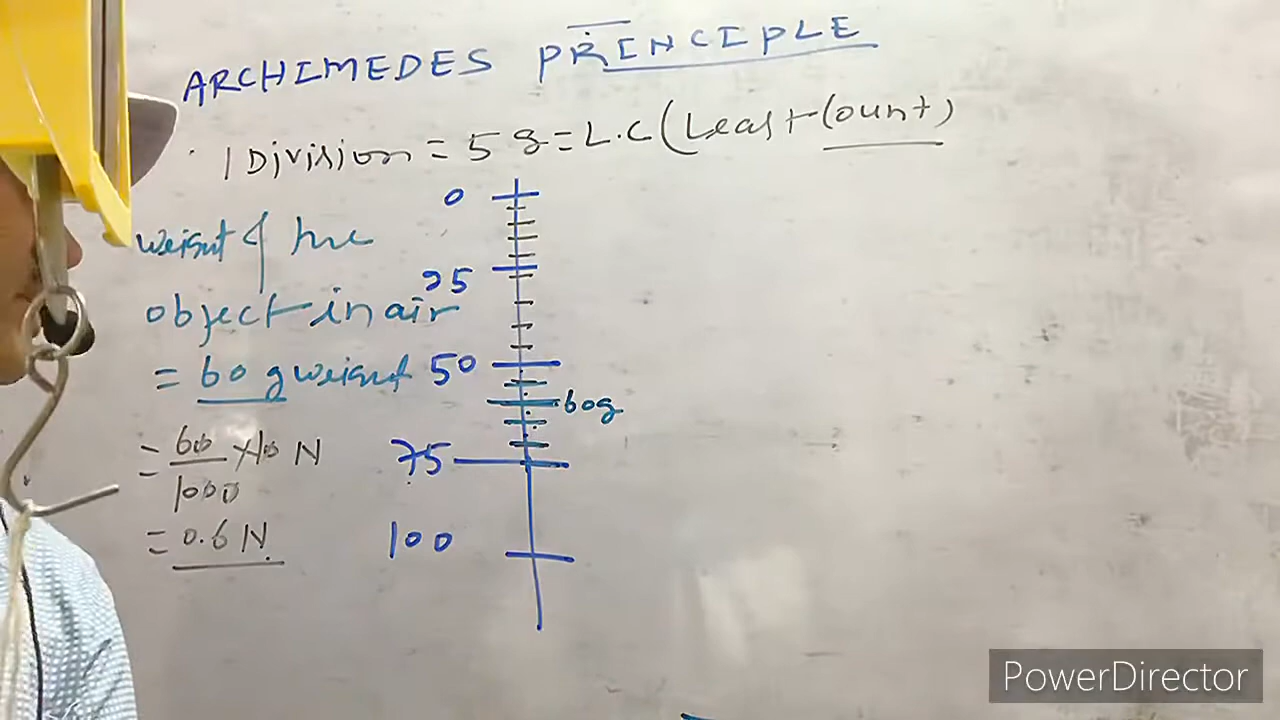 ARCHIMEDES PRINCIPLE
1 Division = 5 g = L.C (Least Count)
0
weight of the
25
object in air
= 60 g weight 50
60g
= 60/1000 × 10 N
75
= 0.6 N
100
PowerDirector